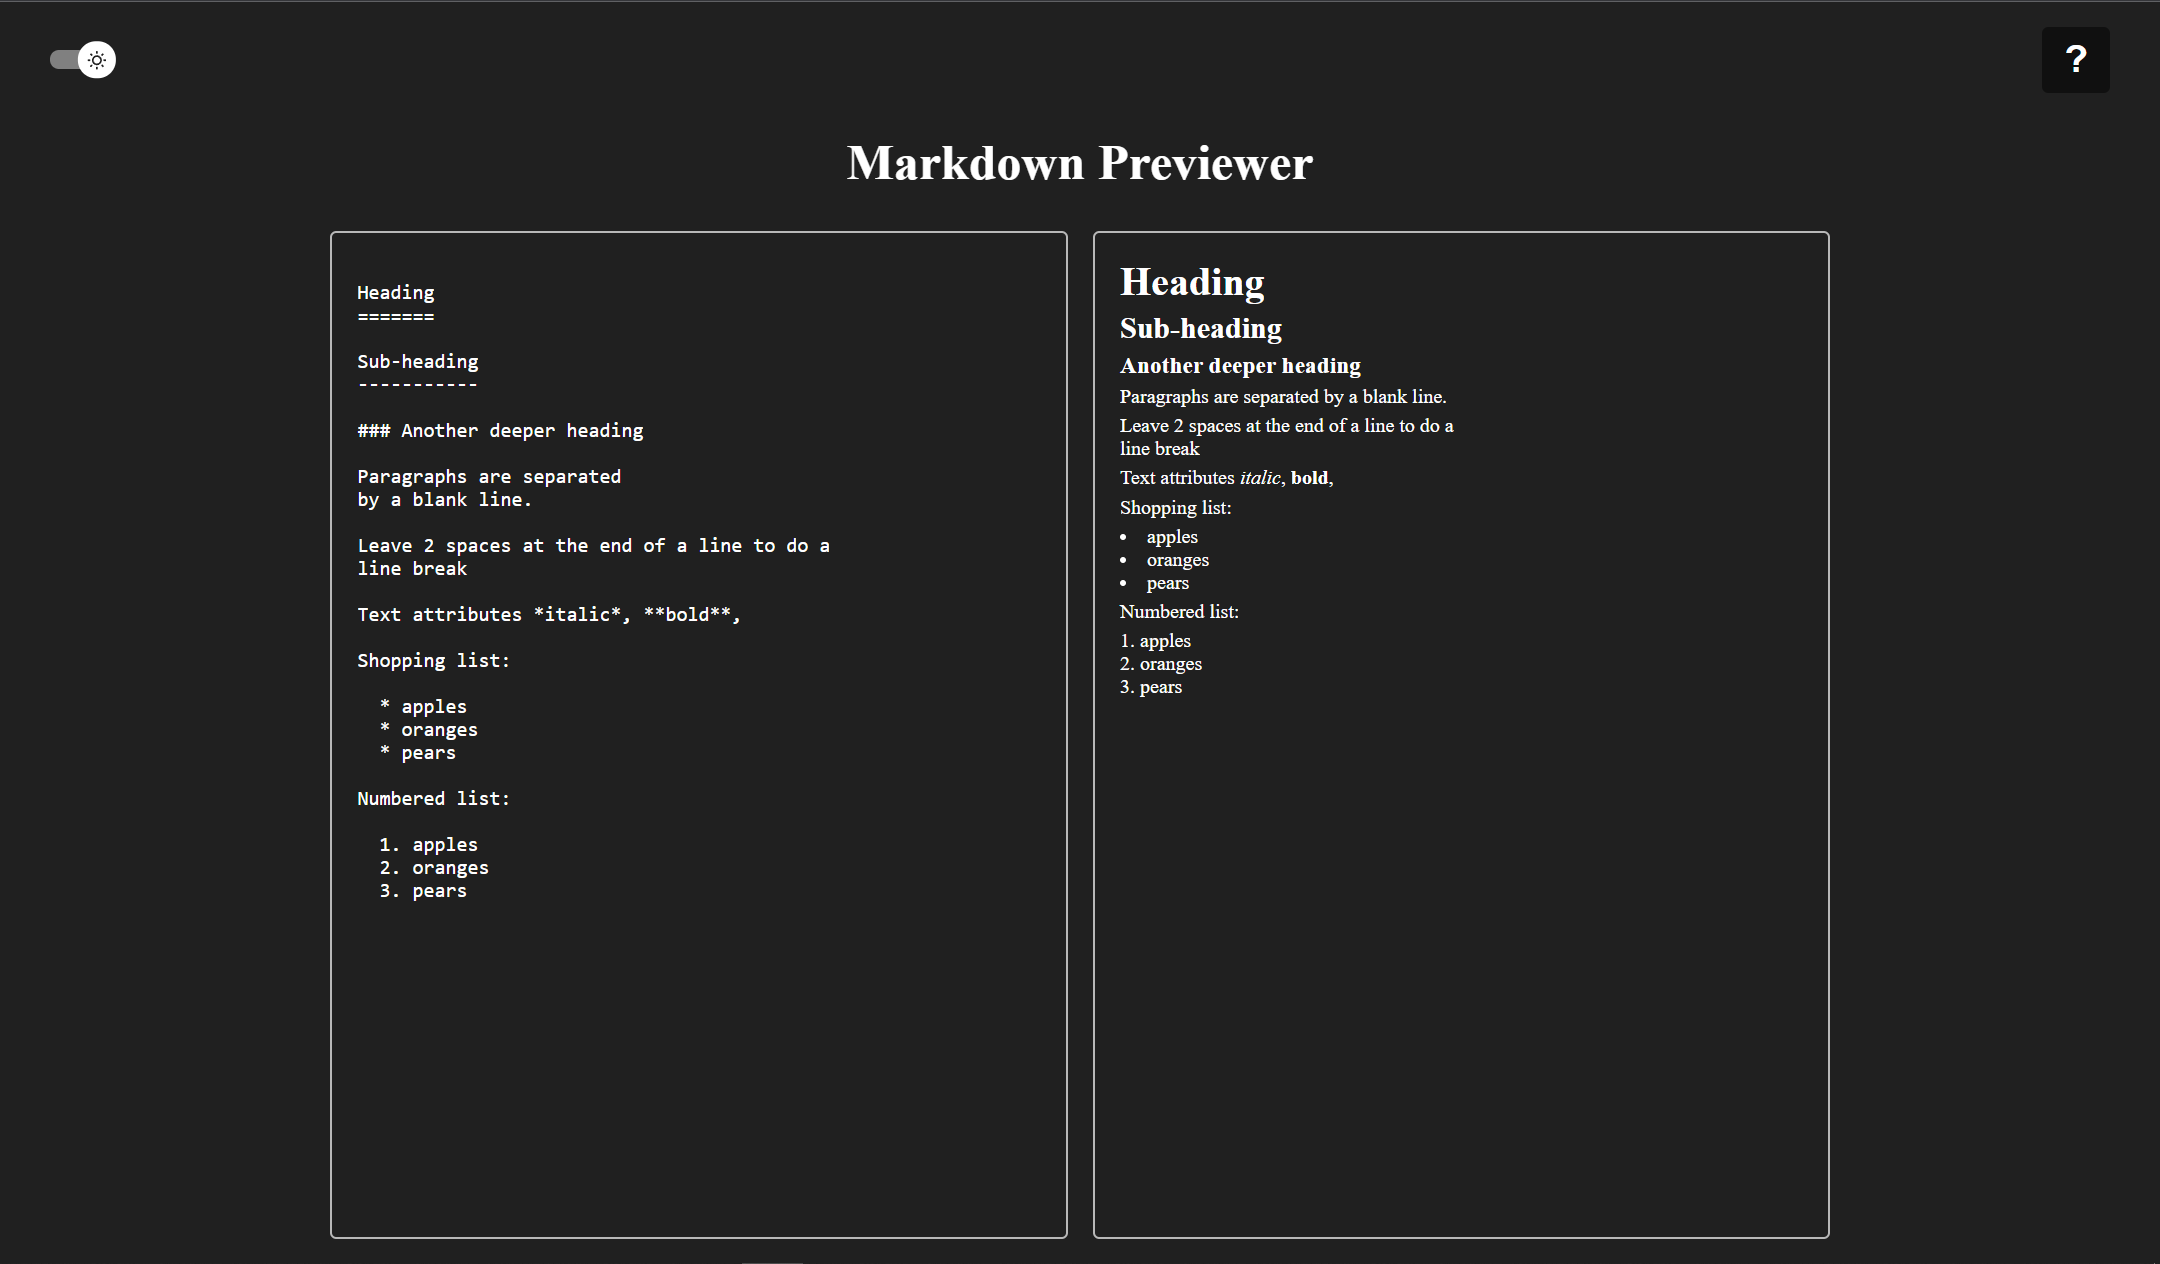 ?
Markdown Previewer
Heading
=======
Sub-heading
-----------
### Another deeper heading
Paragraphs are separated
by a blank line.
Leave 2 spaces at the end of a line to do a
line break
Text attributes *italic*, **bold**,
Shopping list:
* apples
* oranges
* pears
Numbered list:
1. apples
2. oranges
3. pears
Heading
Sub-heading
Another deeper heading
Paragraphs are separated by a blank line.
Leave 2 spaces at the end of a line to do a
line break
Text attributes italic, bold,
Shopping list:
• apples
• oranges
• pears
Numbered list:
1. apples
2. oranges
3. pears